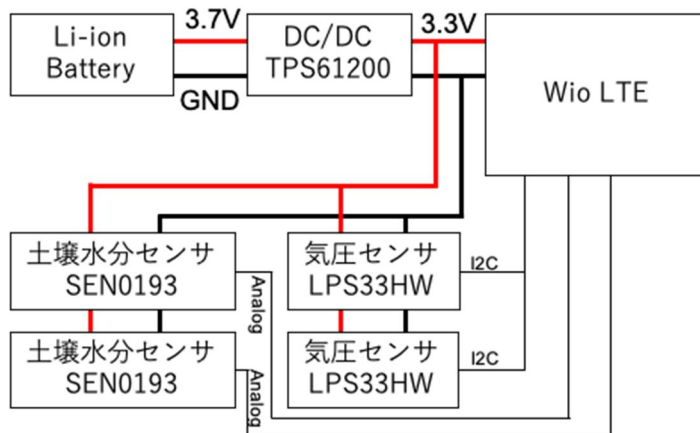 Li-ion
Battery
3.7V
GND
DC/DC
TPS61200
3.3V
Wio LTE
土壌水分センサ
SEN0193
Analog
気圧センサ
LPS33HW
I2C
土壌水分センサ
SEN0193
Analog
気圧センサ
LPS33HW
I2C